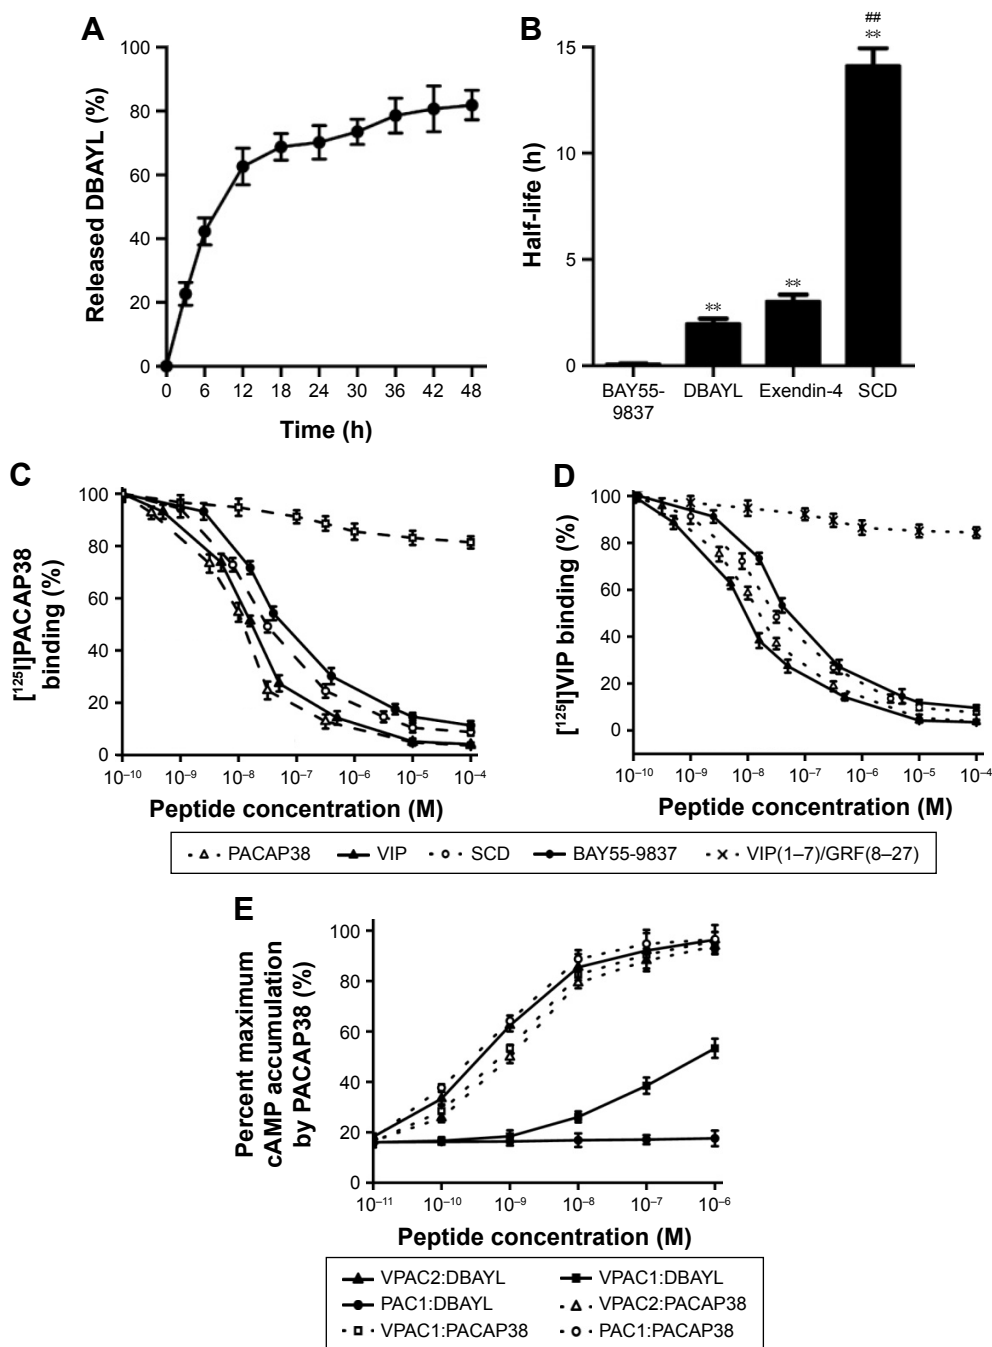 A
Released DBAYL (%)
100
80
60
40
20
0
0 6 12 18 24 30 36 42 48
Time (h)
B
Half-life (h)
15
14
5
0
##
**
**
**
BAY55-9837 DBAYL Exendin-4 SCD
C
[¹²⁵I]PACAP38 binding (%)
100
80
60
40
20
0
10⁻¹⁰ 10⁻⁹ 10⁻⁸ 10⁻⁷ 10⁻⁶ 10⁻⁵ 10⁻⁴
Peptide concentration (M)
D
[¹²⁵I]VIP binding (%)
100
80
60
40
20
0
10⁻¹⁰ 10⁻⁹ 10⁻⁸ 10⁻⁷ 10⁻⁶ 10⁻⁵ 10⁻⁴
Peptide concentration (M)
PACAP38 VIP SCD BAY55-9837 VIP(1–7)/GRF(8–27)
E
Percent maximum
cAMP accumulation
by PACAP38 (%)
100
80
60
40
20
0
10⁻¹¹ 10⁻¹⁰ 10⁻⁹ 10⁻⁸ 10⁻⁷ 10⁻⁶
Peptide concentration (M)
VPAC2:DBAYL VPAC1:DBAYL
PAC1:DBAYL VPAC2:PACAP38
VPAC1:PACAP38 PAC1:PACAP38